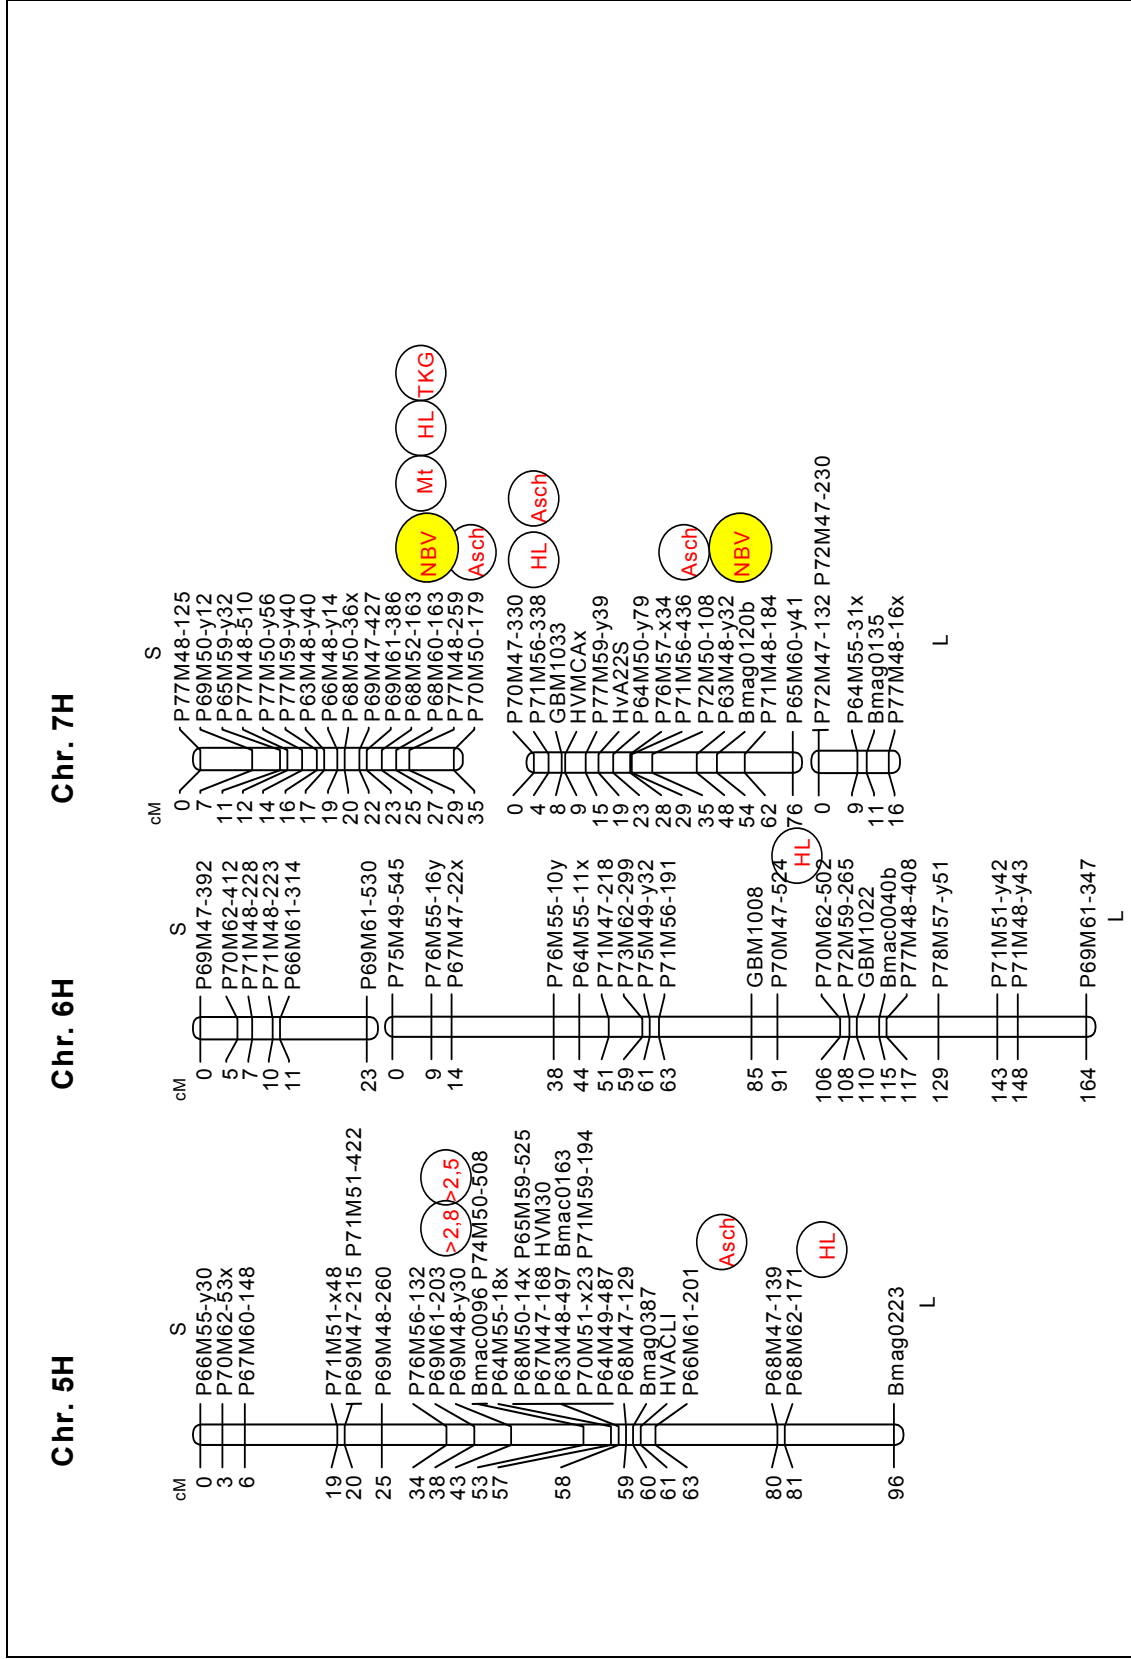 Chr. 5H
cM
S
0 P66M55-y30
3 P70M62-53x
6 P67M60-148
19 P71M51-x48
20 P69M47-215 P71M51-422
25 P69M48-260
34 P76M56-132
38 P69M61-203
43 P69M48-y30
>2,8 >2,5
53 Bmac0096 P74M50-508
57 P64M55-18x
P68M50-14x P65M59-525
P67M47-168 HVM30
58 P63M48-497 Bmac0163
P70M51-x23 P71M59-194
P64M49-487
59 P68M47-129
60 Bmag0387
61 HVACLI
63 P66M61-201
Asch
80 P68M47-139
81 P68M62-171
HL
96 Bmag0223
L
Chr. 6H
cM
S
0 P69M47-392
5 P70M62-412
7 P71M48-228
10 P71M48-223
11 P66M61-314
23 P69M61-530
0 P75M49-545
9 P76M55-16y
14 P67M47-22x
38 P76M55-10y
44 P64M55-11x
51 P71M47-218
59 P73M62-299
61 P75M49-y32
63 P71M56-191
85 GBM1008
91 P70M47-524
HL
106 P70M62-502
108 P72M59-265
110 GBM1022
115 Bmac0040b
117 P77M48-408
129 P78M57-y51
143 P71M51-y42
148 P71M48-y43
164 P69M61-347
L
Chr. 7H
cM
S
0 P77M48-125
7 P69M50-y12
11 P65M59-y32
12 P77M48-510
14 P77M50-y56
16 P77M59-y40
17 P63M48-y40
19 P66M48-y14
20 P68M50-36x
22 P69M47-427
23 P69M61-386
25 P68M52-163
27 P68M60-163
29 P77M48-259
35 P70M50-179
NBV Mt HL TKG
Asch
0 P70M47-330
4 P71M56-338
HL Asch
8 GBM1033
9 HVMCAx
15 P77M59-y39
19 HvA22S
23 P64M50-y79
28 P76M57-x34
29 P71M56-436
35 P72M50-108
48 P63M48-y32
54 Bmag0120b
62 P71M48-184
76 P65M60-y41
Asch
NBV
0 P72M47-132 P72M47-230
9 P64M55-31x
11 Bmag0135
16 P77M48-16x
L